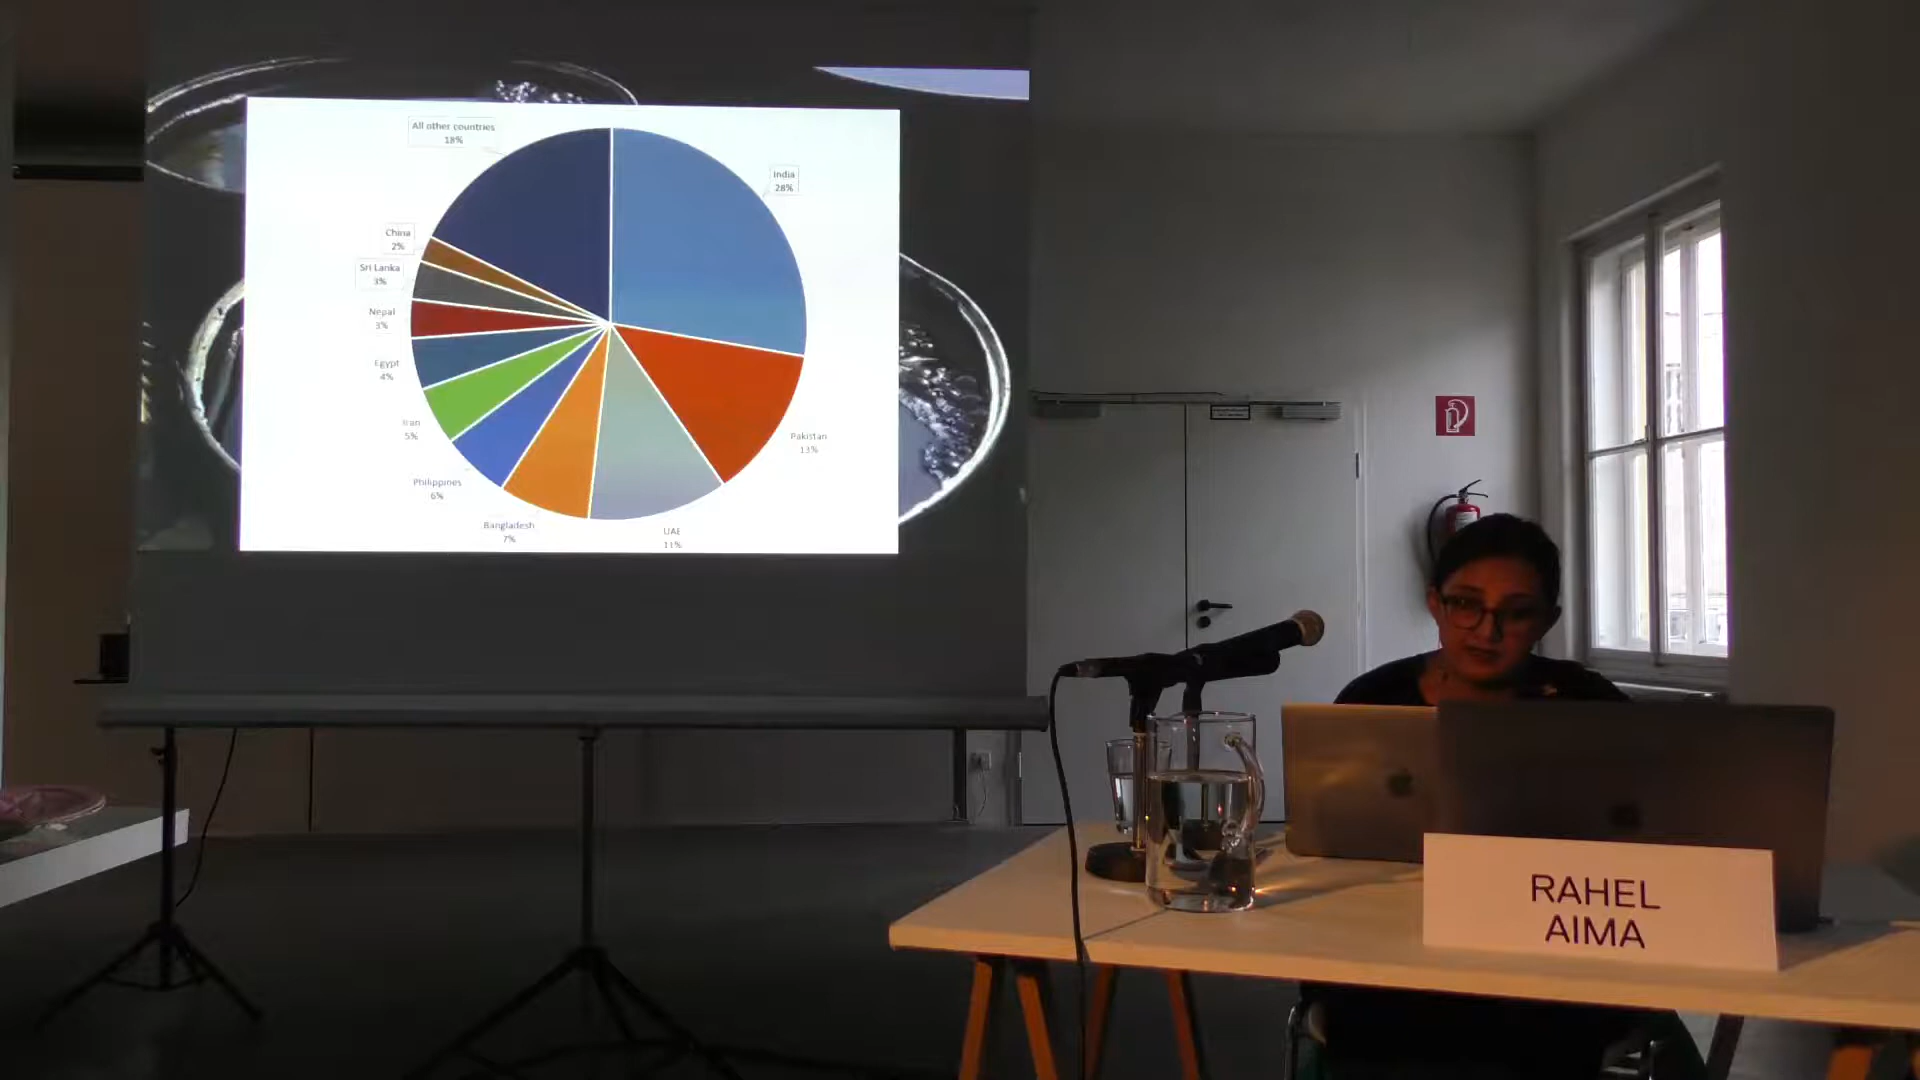 All other countries
18%
India
28%
China
2%
Sri Lanka
3%
Nepal
3%
Egypt
4%
Iran
5%
Pakistan
13%
Philippines
6%
Bangladesh
7%
UAE
11%
RAHEL
AIMA